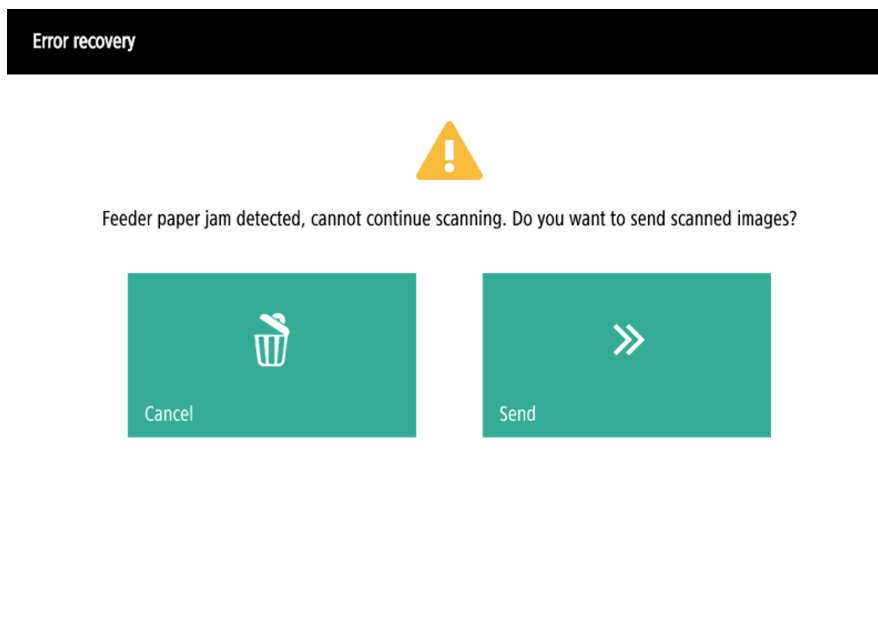 Error recovery
Feeder paper jam detected, cannot continue scanning. Do you want to send scanned images?
Cancel
Send